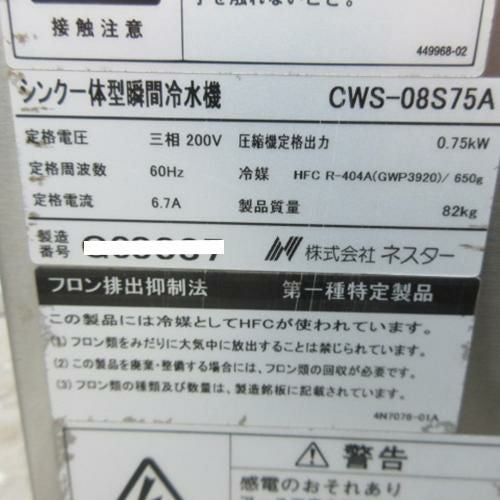 手を触れないこと。
接触注意
449968-02
シンク一体型瞬間冷水機 CWS-08S75A
定格電圧 三相 200V 圧縮機定格出力 0.75kW
定格周波数 60Hz 冷媒 HFC R-404A(GWP3920)/ 650g
定格電流 6.7A 製品質量 82kg
製造番号 株式会社 ネスター
フロン排出抑制法 第一種特定製品
この製品には冷媒としてHFCが使われています。
(1) フロン類をみだりに大気中に放出することは禁じられています。
(2) この製品を廃棄・整備する場合には、フロン類の回収が必要です。
(3) フロン類の種類及び数量は、製造銘板に記載されています。
4N7076-01A
警告
感電のおそれあり